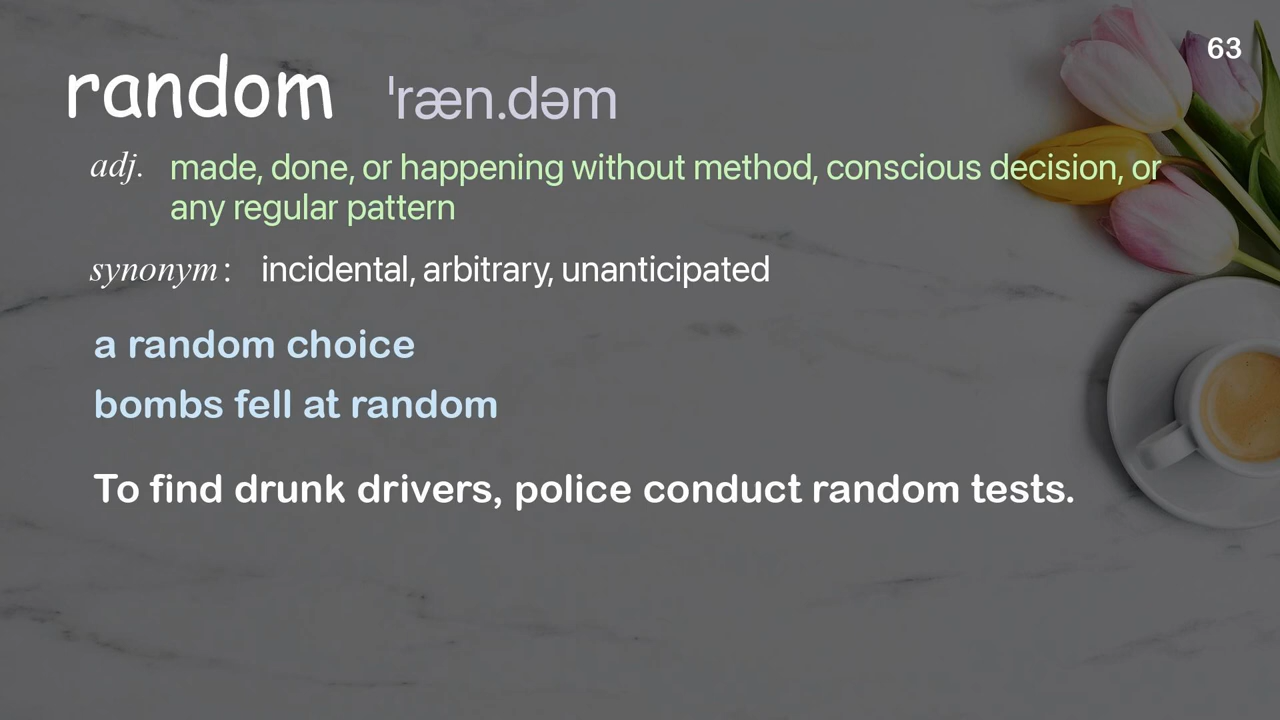 63
random ˈræn.dəm
adj. made, done, or happening without method, conscious decision, or
any regular pattern
synonym: incidental, arbitrary, unanticipated
a random choice
bombs fell at random
To find drunk drivers, police conduct random tests.